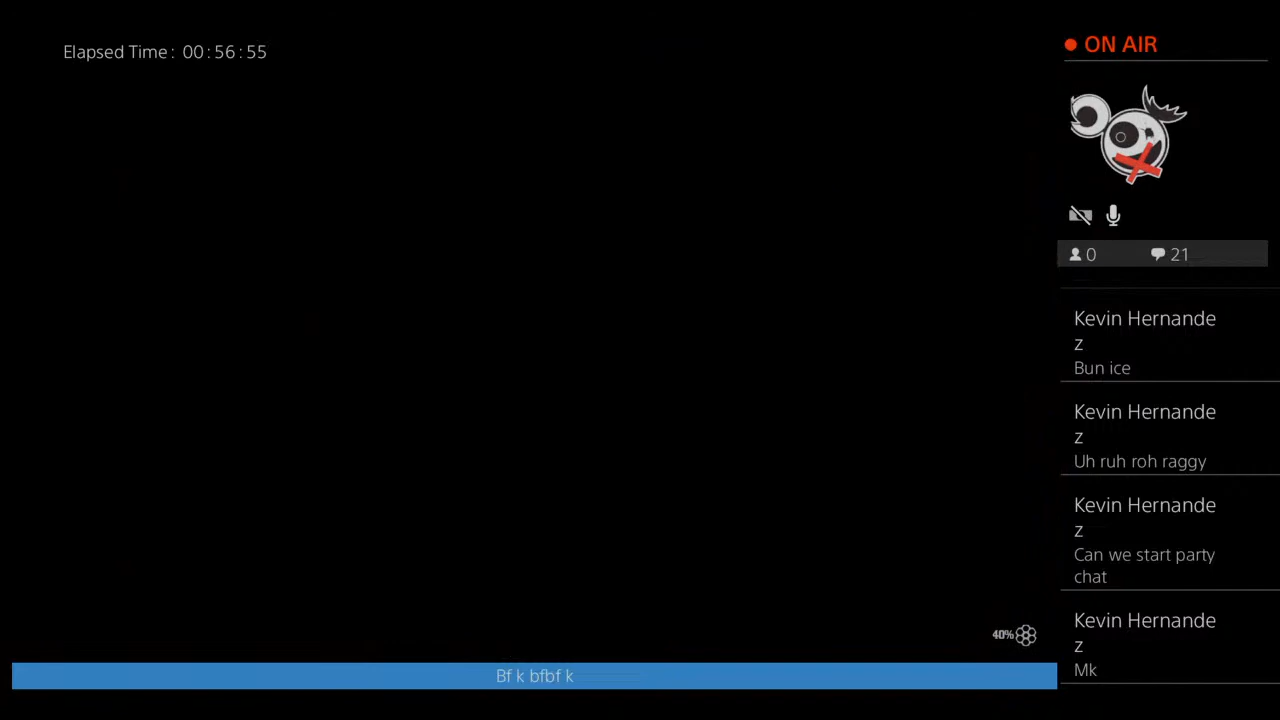 Elapsed Time: 00:56:55
ON AIR
0 21
Kevin Hernande
z
Bun ice
Kevin Hernande
z
Uh ruh roh raggy
Kevin Hernande
z
Can we start party
chat
Kevin Hernande
z
Mk
40%
Bf k bfbf k